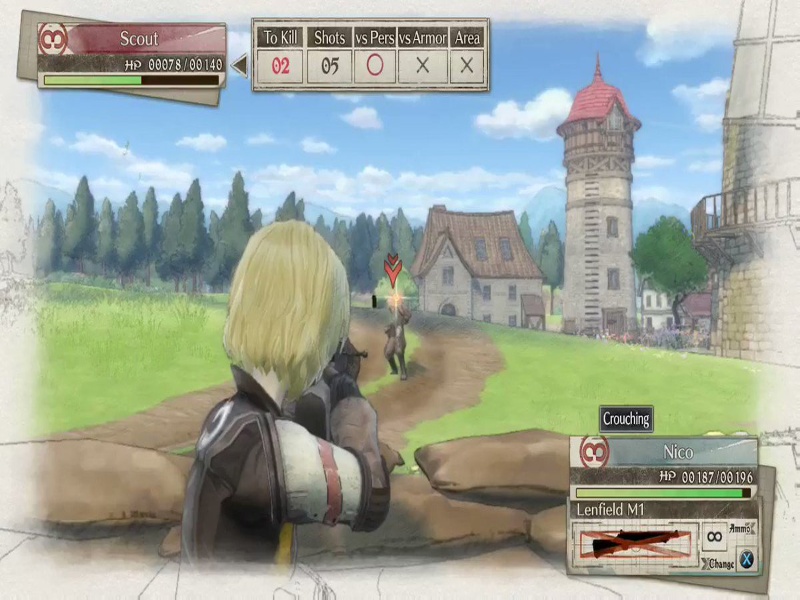 Scout
HP 00078/00140
To Kill Shots vs Pers vs Armor Area
02 05 ○ × ×
Crouching
Nico
HP 00187/00196
Lenfield M1
∞ Ammo
Change X